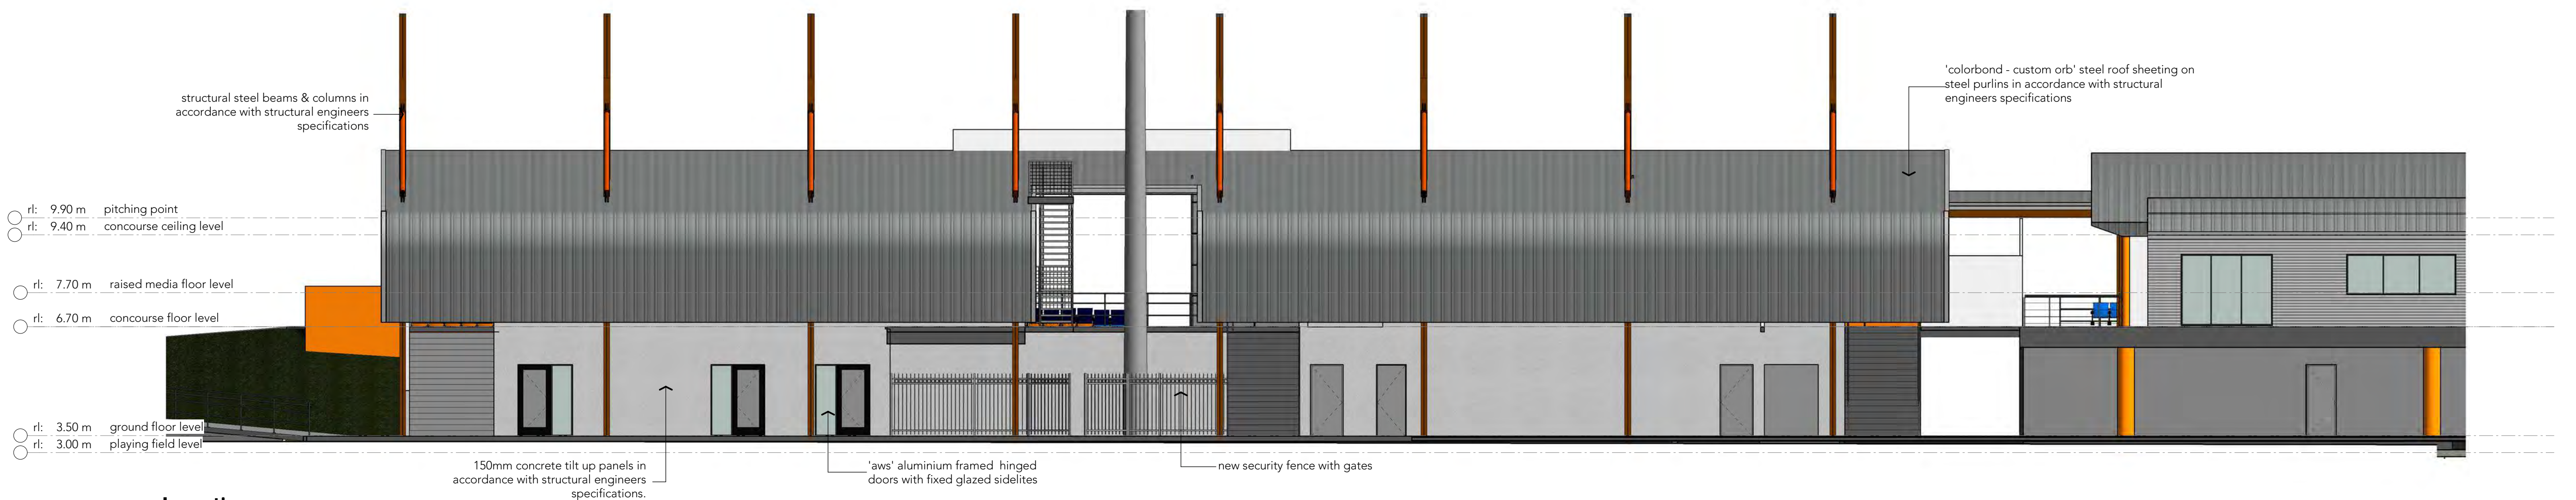 'colorbond - custom orb' steel roof sheeting on
steel purlins in accordance with structural
engineers specifications
structural steel beams & columns in
accordance with structural engineers
specifications
rl: 9.90 m pitching point
rl: 9.40 m concourse ceiling level
rl: 7.70 m raised media floor level
rl: 6.70 m concourse floor level
rl: 3.50 m ground floor level
rl: 3.00 m playing field level
150mm concrete tilt up panels in
accordance with structural engineers
specifications.
'aws' aluminium framed hinged
doors with fixed glazed sidelites
new security fence with gates